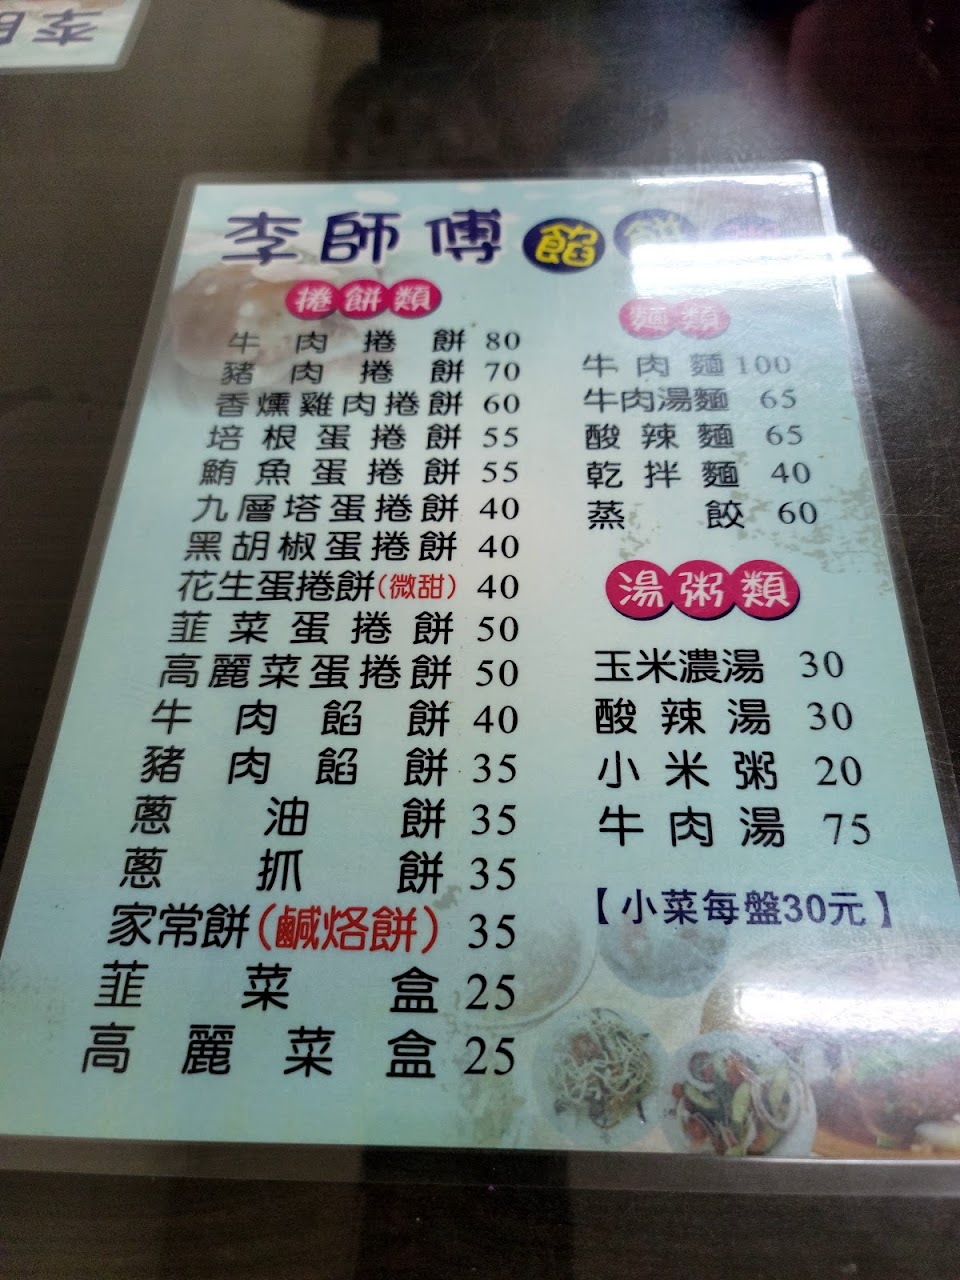 李師傅餡餅
捲餅類
牛肉捲餅 80
豬肉捲餅 70
香燻雞肉捲餅 60
培根蛋捲餅 55
鮪魚蛋捲餅 55
九層塔蛋捲餅 40
黑胡椒蛋捲餅 40
花生蛋捲餅(微甜) 40
韮菜蛋捲餅 50
高麗菜蛋捲餅 50
牛肉餡餅 40
豬肉餡餅 35
蔥油餅 35
蔥抓餅 35
家常餅(鹹烙餅) 35
韮菜盒 25
高麗菜盒 25
麵類
牛肉麵 100
牛肉湯麵 65
酸辣麵 65
乾拌麵 40
蒸餃 60
湯粥類
玉米濃湯 30
酸辣湯 30
小米粥 20
牛肉湯 75
【小菜每盤30元】